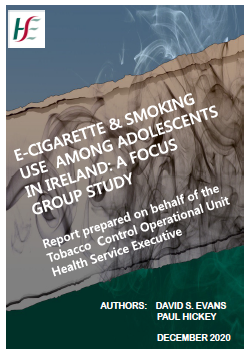 HE
E-CIGARETTE & SMOKING
USE AMONG ADOLESCENTS
IN IRELAND: A FOCUS
GROUP STUDY
Report prepared on behalf of the
Tobacco Control Operational Unit
Health Service Executive
AUTHORS: DAVID S. EVANS
PAUL HICKEY
DECEMBER 2020